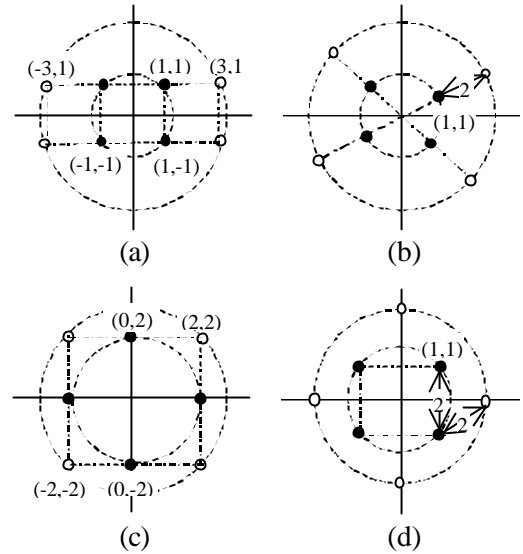 (-3,1) (1,1) (3,1
(-1,-1) (1,-1)
(a)
2
(1,1)
(b)
(0,2) (2,2)
(-2,-2) (0,-2)
(c)
(1,1)
2
2
(d)